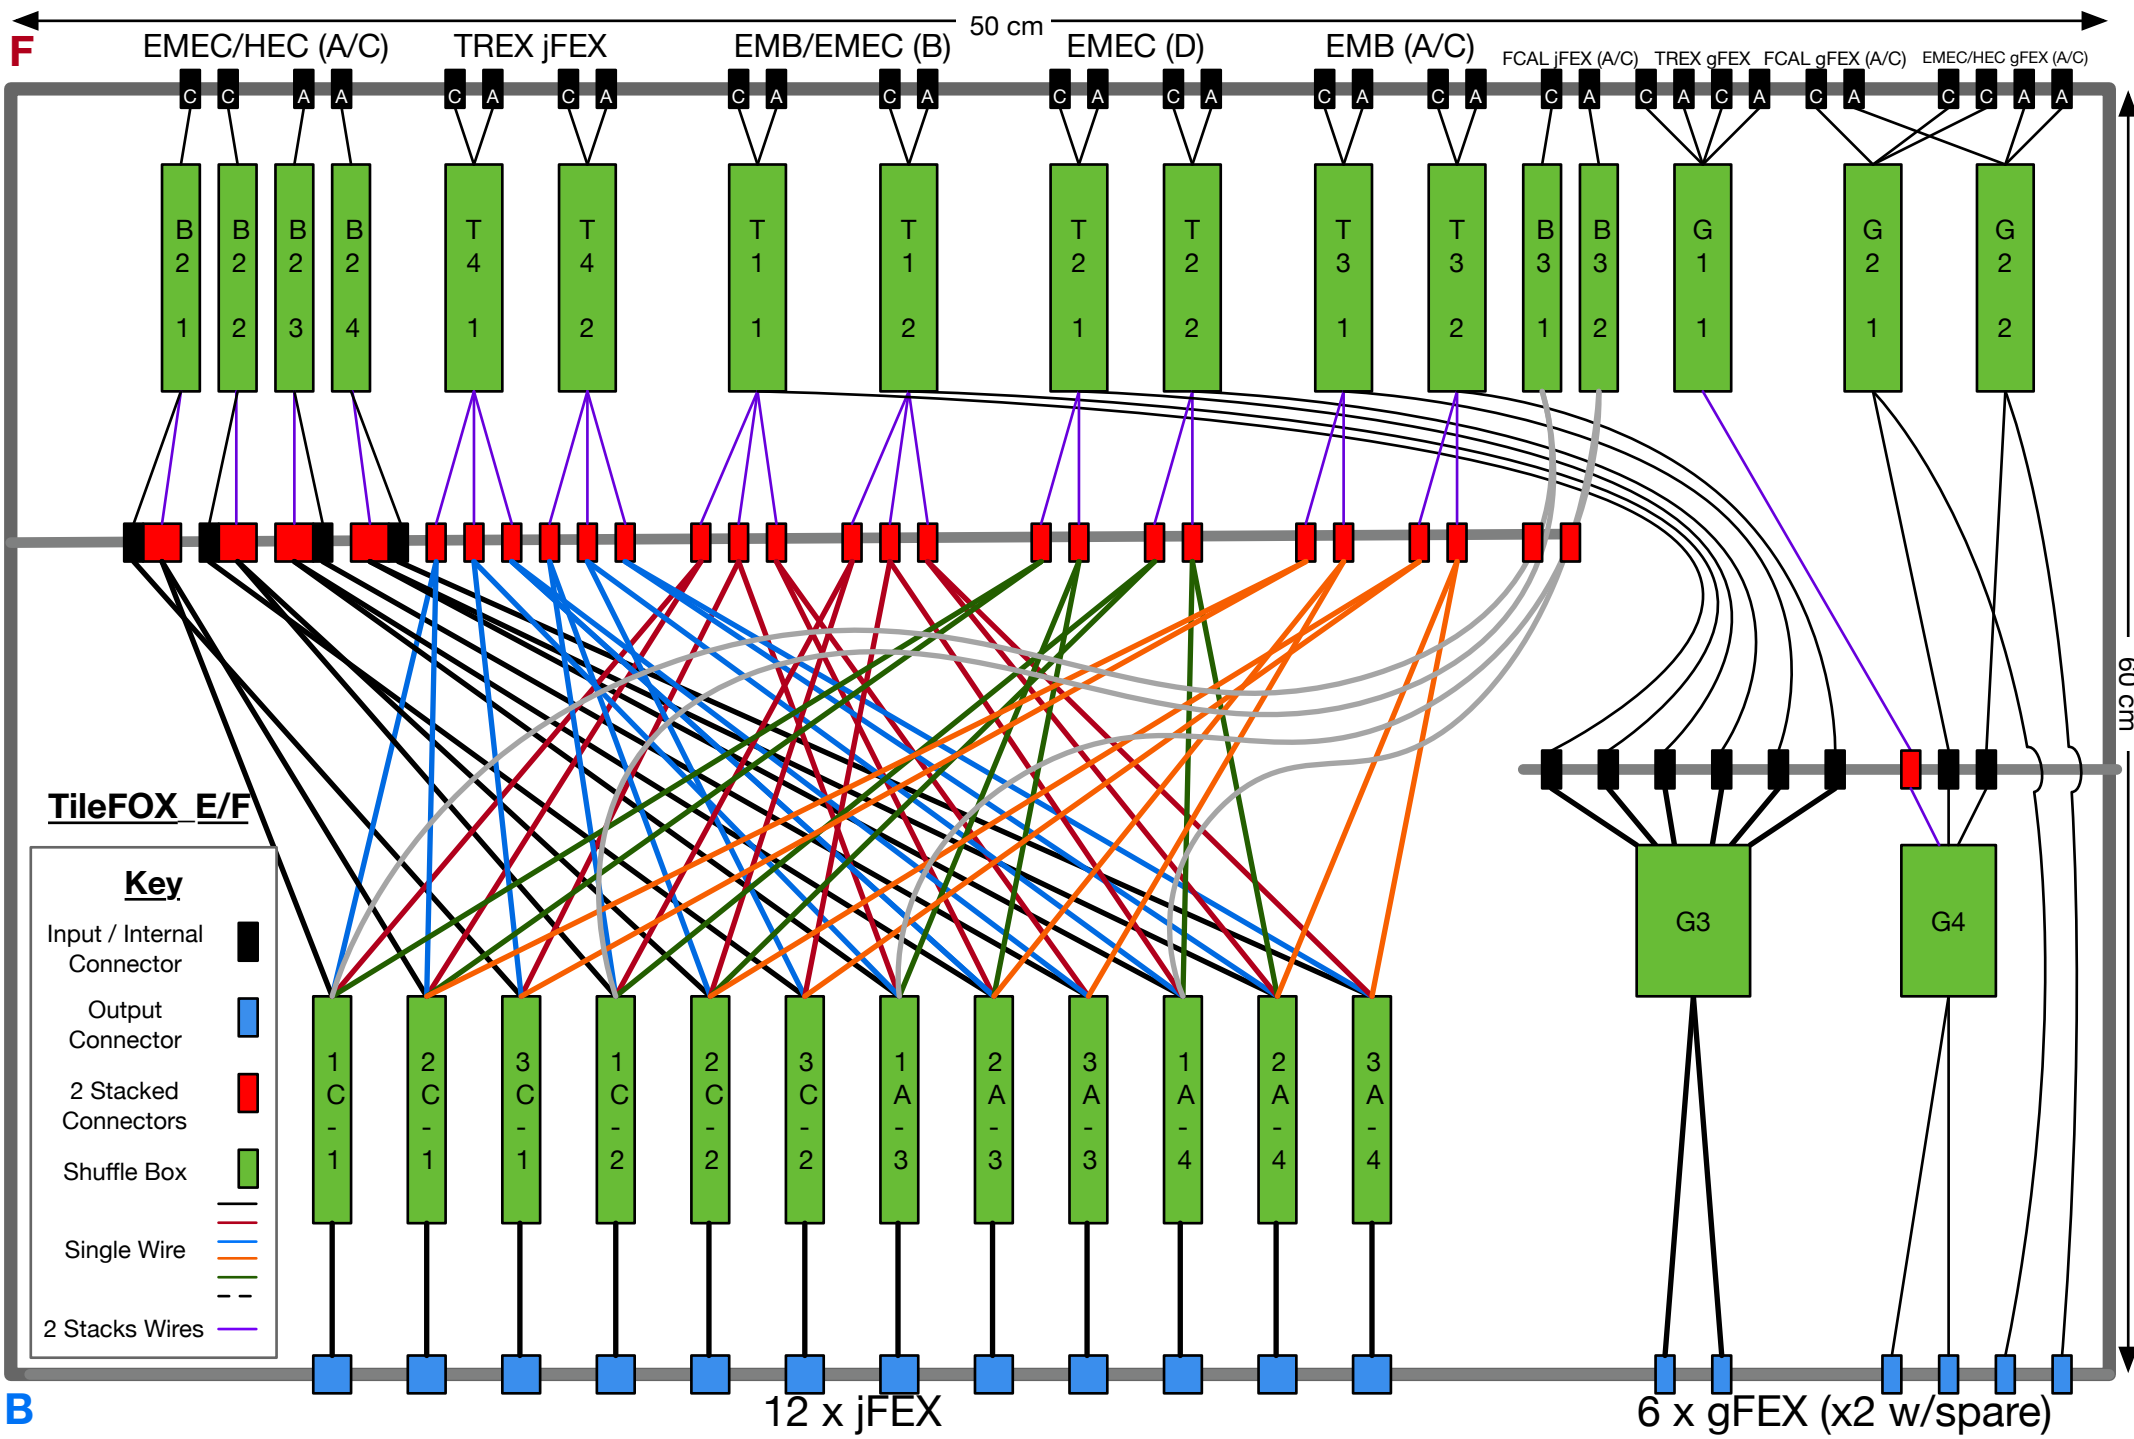 50 cm
F
EMEC/HEC (A/C) TREX jFEX EMB/EMEC (B) EMEC (D) EMB (A/C) FCAL jFEX (A/C) TREX gFEX FCAL gFEX (A/C) EMEC/HEC gFEX (A/C)
C C A A C A C A C A C A C A C A C A C A C A C A C A C A C C A A
B B B B T T T T T T T T B B G G G
2 2 2 2 4 4 1 1 2 2 3 3 3 3 1 2 2
1 2 3 4 1 2 1 2 1 2 1 2 1 2 1 1 2
60 cm
TileFOX_E/F
Key
Input / Internal
Connector
Output
Connector
2 Stacked
Connectors
Shuffle Box
Single Wire
2 Stacks Wires
G3 G4
1 2 3 1 2 3 1 2 3 1 2 3
C C C C C C A A A A A A
- - - - - - - - - - - -
1 1 1 2 2 2 3 3 3 4 4 4
B
12 x jFEX
6 x gFEX (x2 w/spare)